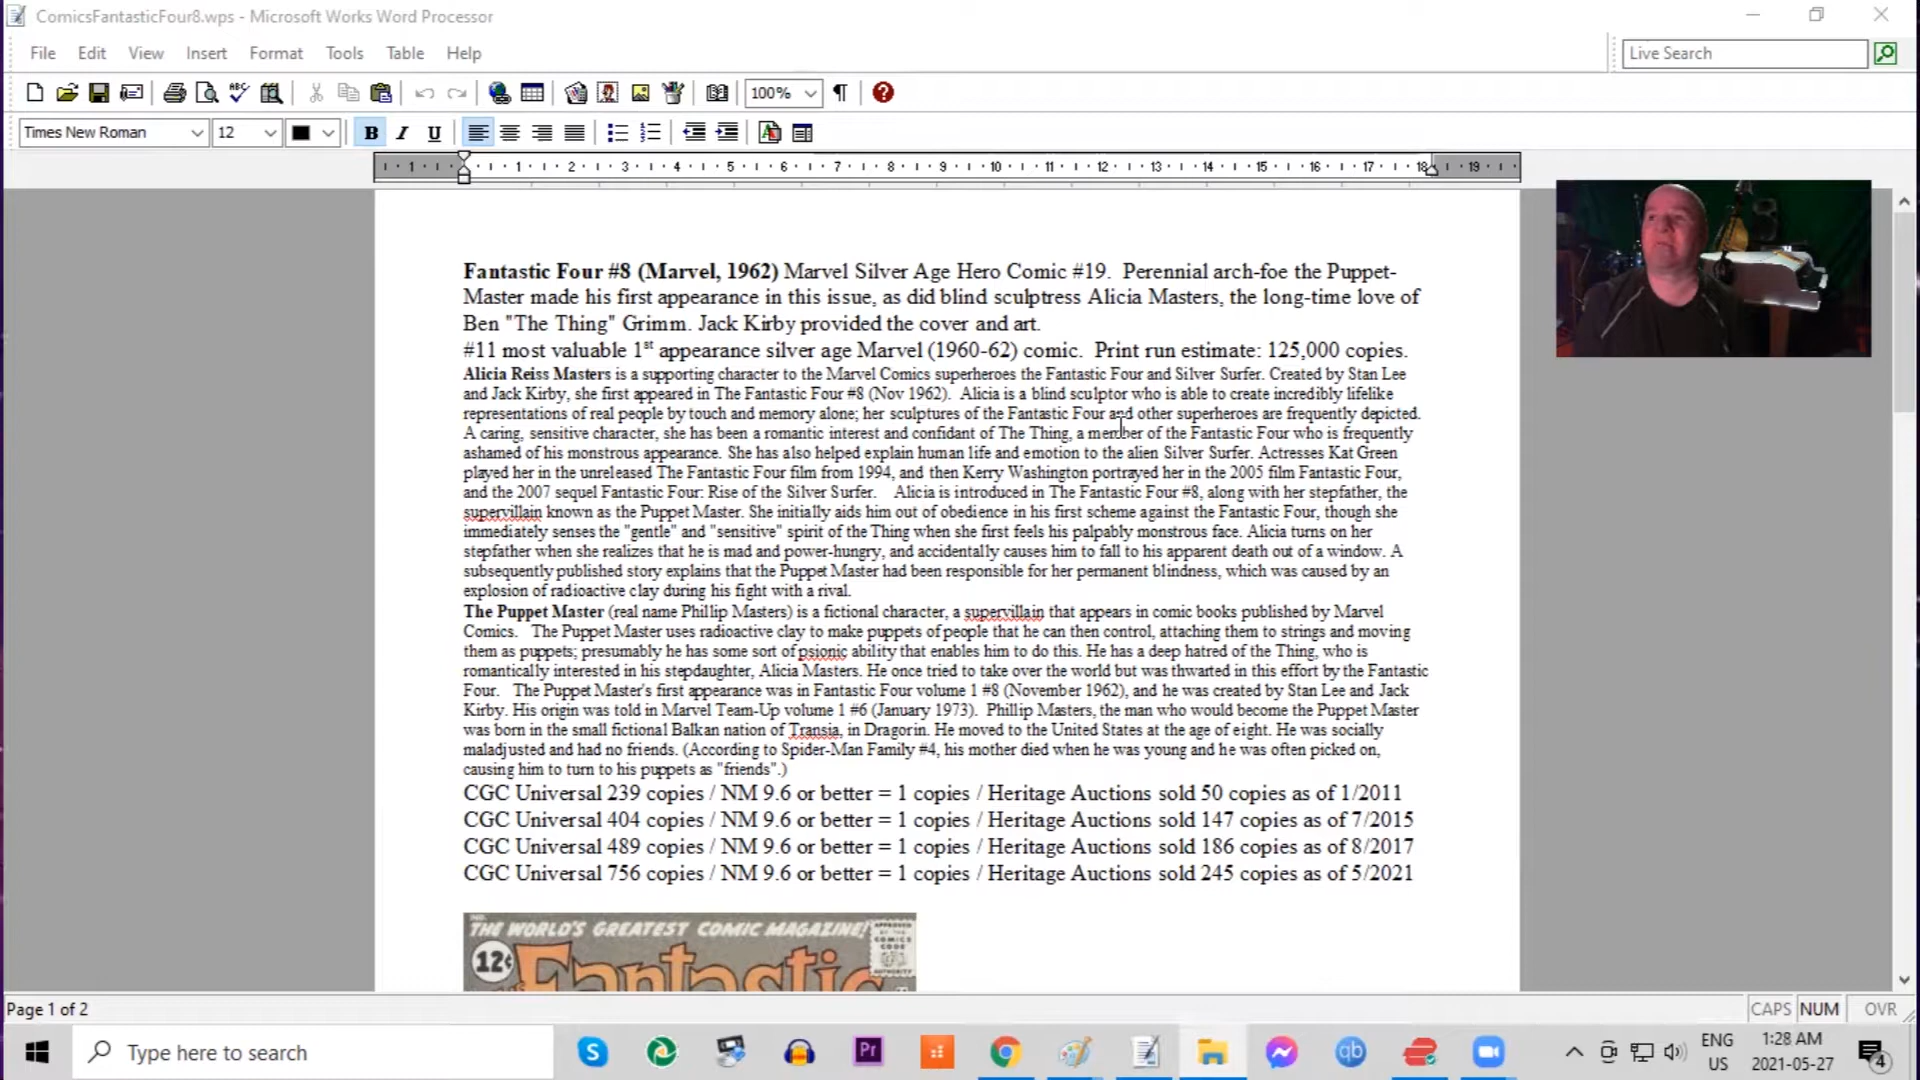 ComicsFantasticFour8.wps - Microsoft Works Word Processor
File Edit View Insert Format Tools Table Help
Live Search
100%
Times New Roman 12 B I U
1 1 2 3 4 5 6 7 8 9 10 11 12 13 14 15 16 17 18 19
Fantastic Four #8 (Marvel, 1962) Marvel Silver Age Hero Comic #19. Perennial arch-foe the Puppet-
Master made his first appearance in this issue, as did blind sculptress Alicia Masters, the long-time love of
Ben "The Thing" Grimm. Jack Kirby provided the cover and art.
#11 most valuable 1st appearance silver age Marvel (1960-62) comic. Print run estimate: 125,000 copies.
Alicia Reiss Masters is a supporting character to the Marvel Comics superheroes the Fantastic Four and Silver Surfer. Created by Stan Lee
and Jack Kirby, she first appeared in The Fantastic Four #8 (Nov 1962). Alicia is a blind sculptor who is able to create incredibly lifelike
representations of real people by touch and memory alone; her sculptures of the Fantastic Four and other superheroes are frequently depicted.
A caring, sensitive character, she has been a romantic interest and confidant of The Thing, a member of the Fantastic Four who is frequently
ashamed of his monstrous appearance. She has also helped explain human life and emotion to the alien Silver Surfer. Actresses Kat Green
played her in the unreleased The Fantastic Four film from 1994, and then Kerry Washington portrayed her in the 2005 film Fantastic Four,
and the 2007 sequel Fantastic Four: Rise of the Silver Surfer. Alicia is introduced in The Fantastic Four #8, along with her stepfather, the
supervillain known as the Puppet Master. She initially aids him out of obedience in his first scheme against the Fantastic Four, though she
immediately senses the "gentle" and "sensitive" spirit of the Thing when she first feels his palpably monstrous face. Alicia turns on her
stepfather when she realizes that he is mad and power-hungry, and accidentally causes him to fall to his apparent death out of a window. A
subsequently published story explains that the Puppet Master had been responsible for her permanent blindness, which was caused by an
explosion of radioactive clay during his fight with a rival.
The Puppet Master (real name Phillip Masters) is a fictional character, a supervillain that appears in comic books published by Marvel
Comics. The Puppet Master uses radioactive clay to make puppets of people that he can then control, attaching them to strings and moving
them as puppets; presumably he has some sort of psionic ability that enables him to do this. He has a deep hatred of the Thing, who is
romantically interested in his stepdaughter, Alicia Masters. He once tried to take over the world but was thwarted in this effort by the Fantastic
Four. The Puppet Master's first appearance was in Fantastic Four volume 1 #8 (November 1962), and he was created by Stan Lee and Jack
Kirby. His origin was told in Marvel Team-Up volume 1 #6 (January 1973). Phillip Masters, the man who would become the Puppet Master
was born in the small fictional Balkan nation of Transia, in Dragorin. He moved to the United States at the age of eight. He was socially
maladjusted and had no friends. (According to Spider-Man Family #4, his mother died when he was young and he was often picked on,
causing him to turn to his puppets as "friends".)
CGC Universal 239 copies / NM 9.6 or better = 1 copies / Heritage Auctions sold 50 copies as of 1/2011
CGC Universal 404 copies / NM 9.6 or better = 1 copies / Heritage Auctions sold 147 copies as of 7/2015
CGC Universal 489 copies / NM 9.6 or better = 1 copies / Heritage Auctions sold 186 copies as of 8/2017
CGC Universal 756 copies / NM 9.6 or better = 1 copies / Heritage Auctions sold 245 copies as of 5/2021
THE WORLD'S GREATEST COMIC MAGAZINE!
APPROVED
BY THE
COMICS
CODE
AUTHORITY
12¢ Fantastic
Page 1 of 2
CAPS NUM OVR
Type here to search
Pr
qb
ENG
US
1:28 AM
2021-05-27
4